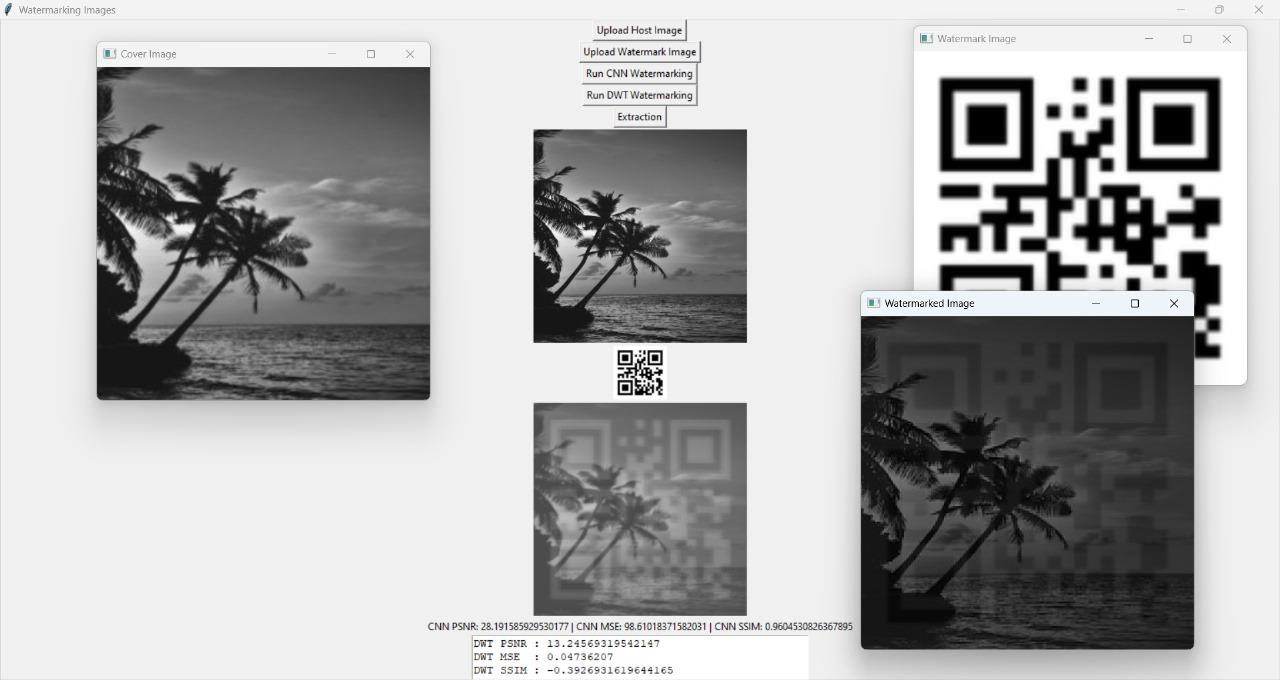 Watermarking Images
Upload Host Image
Upload Watermark Image
Run CNN Watermarking
Run DWT Watermarking
Extraction
Cover Image
Watermark Image
Watermarked Image
CNN PSNR: 28.191585929530177 | CNN MSE: 98.61018371582031 | CNN SSIM: 0.9604530826367895
DWT PSNR : 13.24569319542147
DWT MSE  : 0.04736207
DWT SSIM : -0.3926931619644165